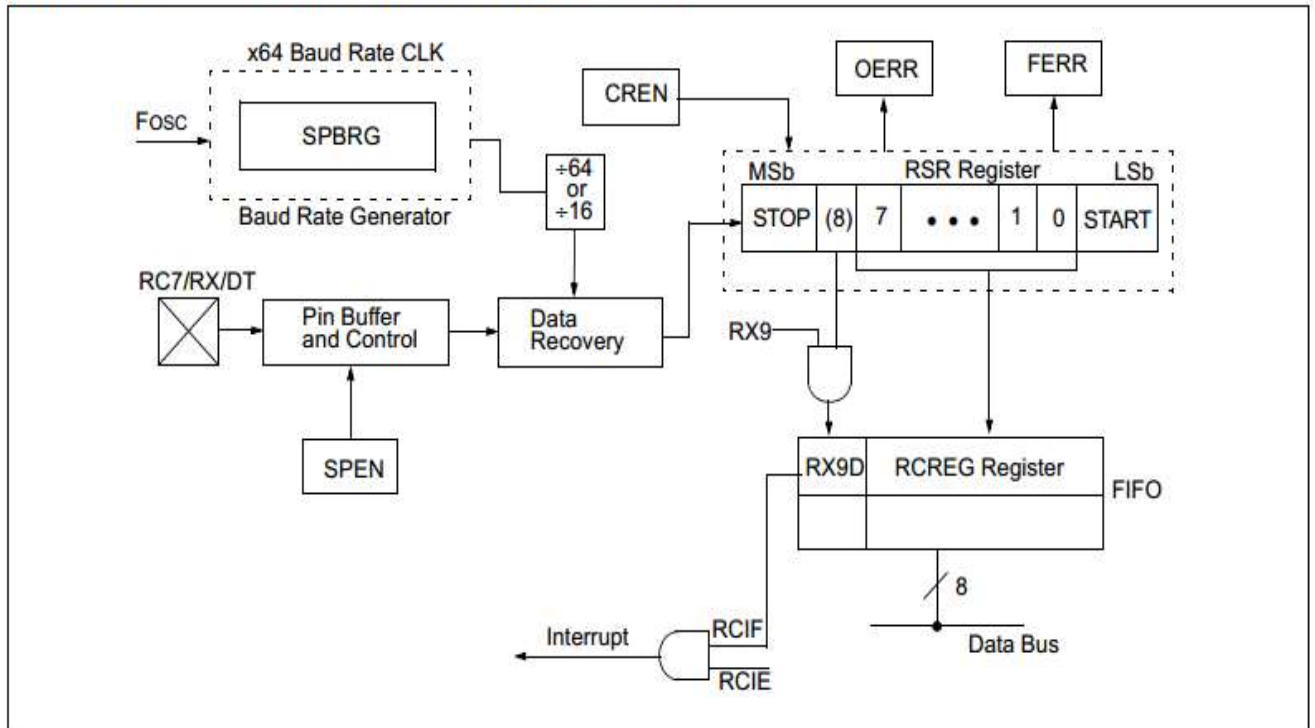 x64 Baud Rate CLK
Fosc
SPBRG
Baud Rate Generator
÷64
or
÷16
CREN
OERR
FERR
MSb
RSR Register
LSb
STOP
(8)
7
• • •
1
0
START
RC7/RX/DT
Pin Buffer
and Control
Data
Recovery
SPEN
RX9
RX9D
RCREG Register
FIFO
8
Data Bus
Interrupt
RCIF
RCIE